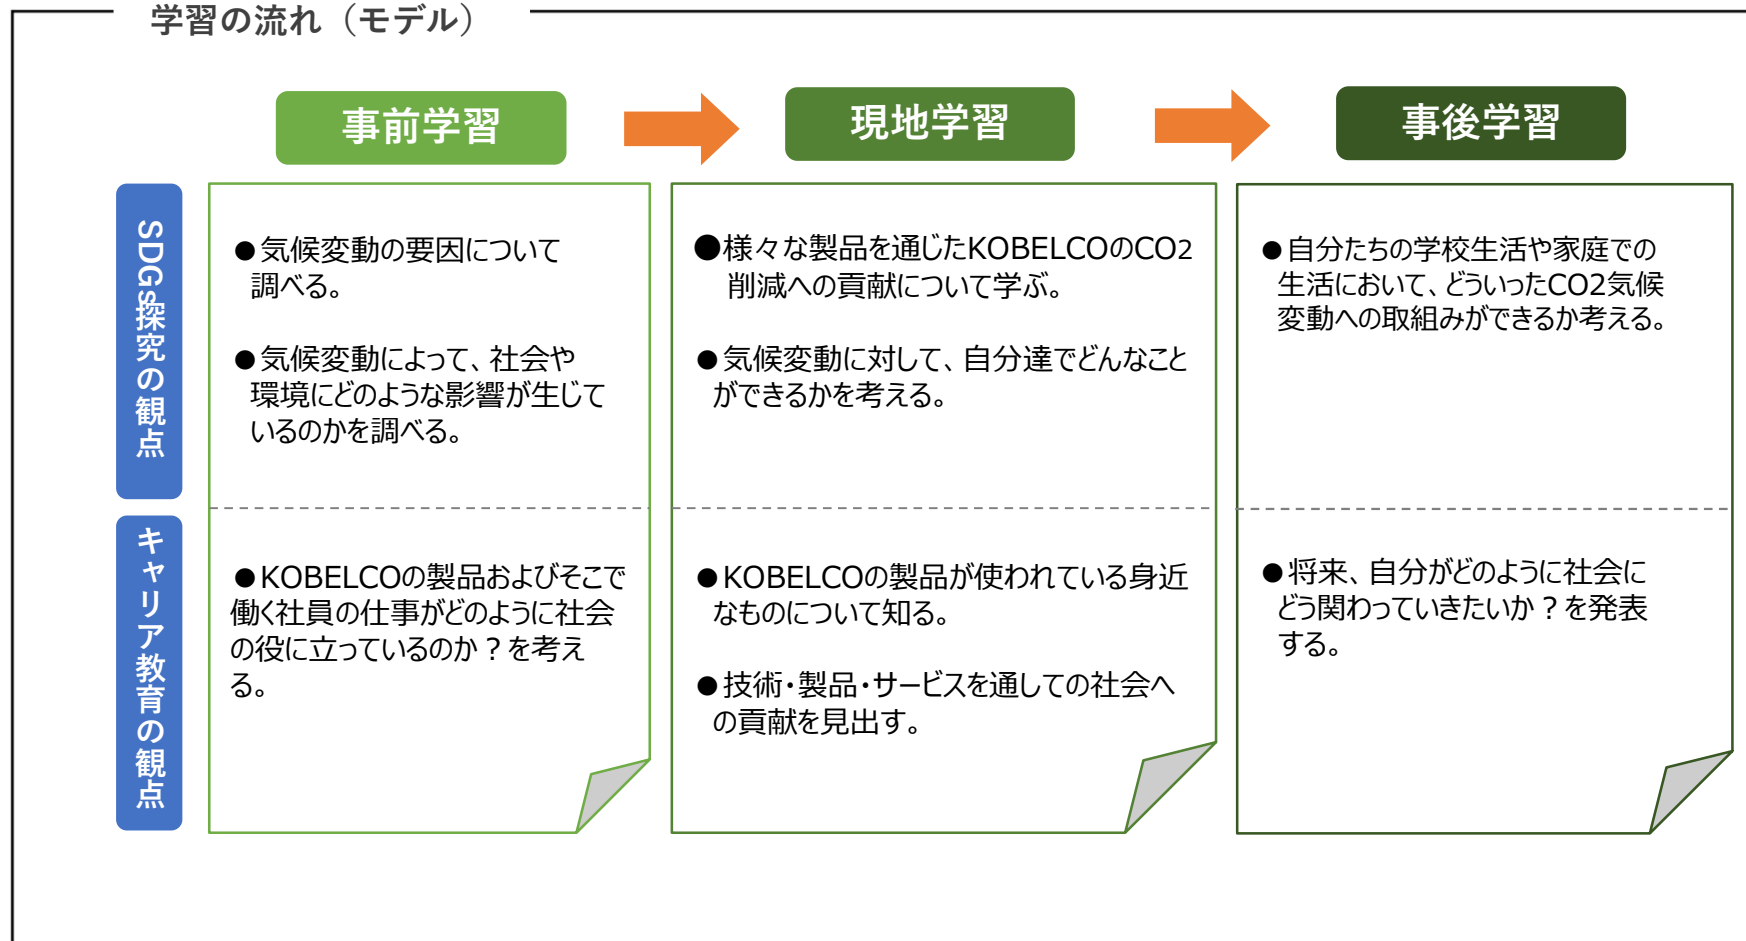 学習の流れ（モデル）
事前学習
現地学習
事後学習
SDGs探究の観点
●気候変動の要因について
調べる。
●気候変動によって、社会や
環境にどのような影響が生じて
いるのかを調べる。
●様々な製品を通じたKOBELCOのCO2
削減への貢献について学ぶ。
●気候変動に対して、自分達でどんなこと
ができるかを考える。
●自分たちの学校生活や家庭での
生活において、どういったCO2気候
変動への取組みができるか考える。
キャリア教育の観点
●KOBELCOの製品およびそこで
働く社員の仕事がどのように社会
の役に立っているのか？を考え
る。
●KOBELCOの製品が使われている身近
なものについて知る。
●技術・製品・サービスを通しての社会へ
の貢献を見出す。
●将来、自分がどのように社会に
どう関わっていきたいか？を発表
する。